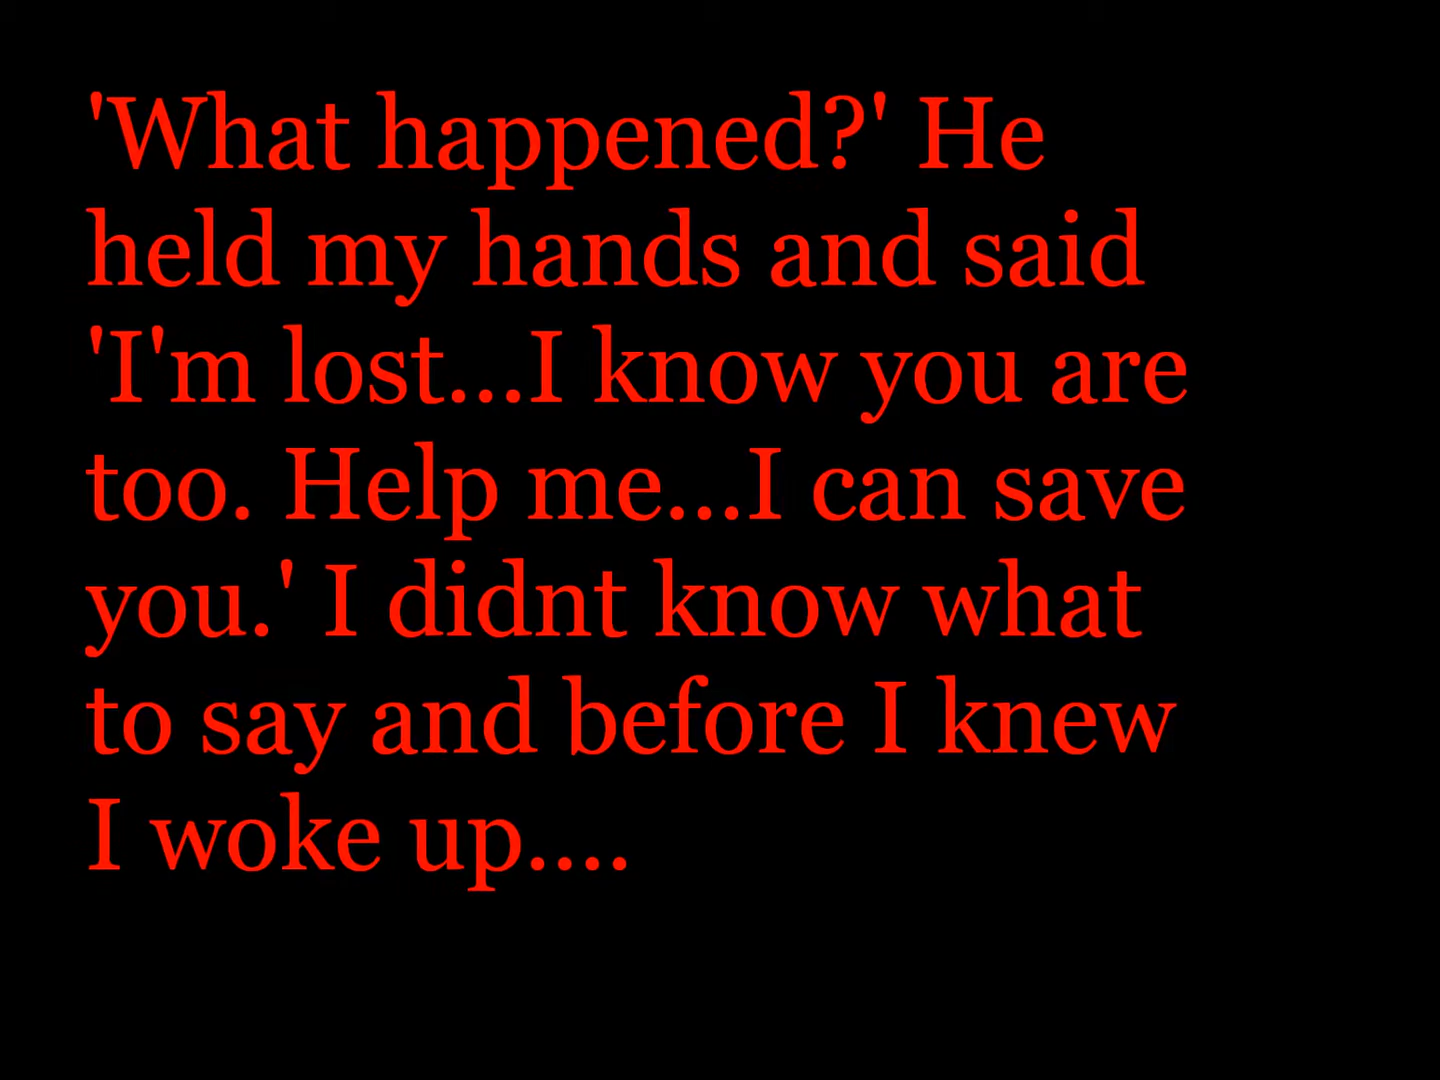 'What happened?' He
held my hands and said
'I'm lost...I know you are
too. Help me...I can save
you.' I didnt know what
to say and before I knew
I woke up....